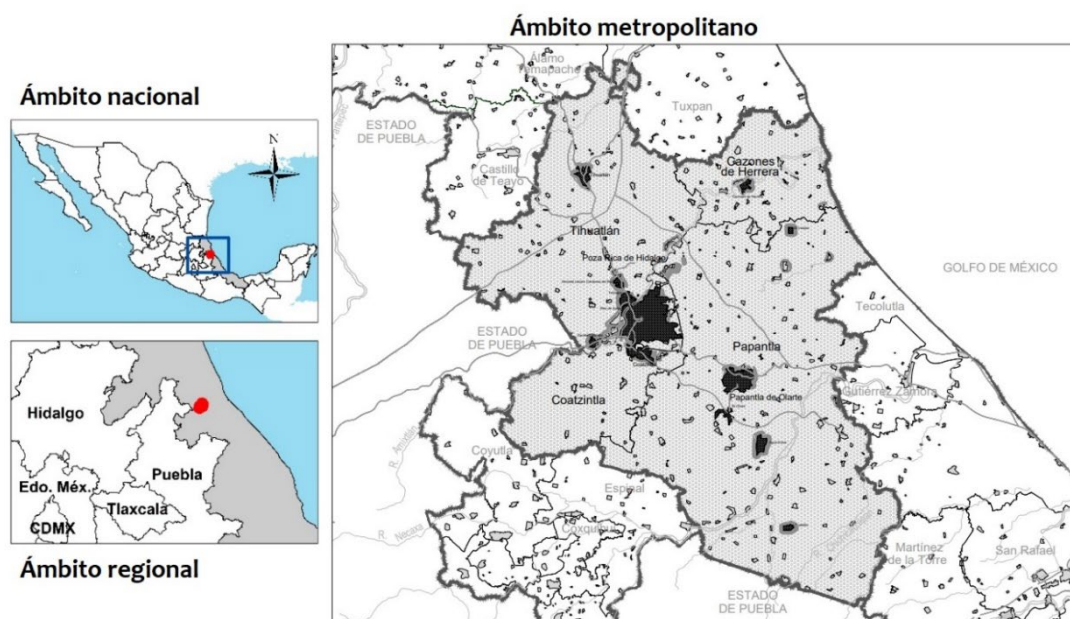 Ámbito metropolitano
Ámbito nacional
N
Hidalgo
Puebla
Edo. Méx.
Tlaxcala
CDMX
Ámbito regional
Álamo
Temapache
Tuxpan
ESTADO
DE PUEBLA
Castillo
de Teayo
Cazones
de Herrera
Tihuatlán
Poza Rica de Hidalgo
GOLFO DE MÉXICO
Tecolutla
ESTADO
DE PUEBLA
Papantla
Coatzintla
Papantla de Olarte
Gutiérrez Zamora
Coyutla
Espinal
R. Necaxa
Coxquihui
Martínez
de la Torre
San Rafael
ESTADO
DE PUEBLA